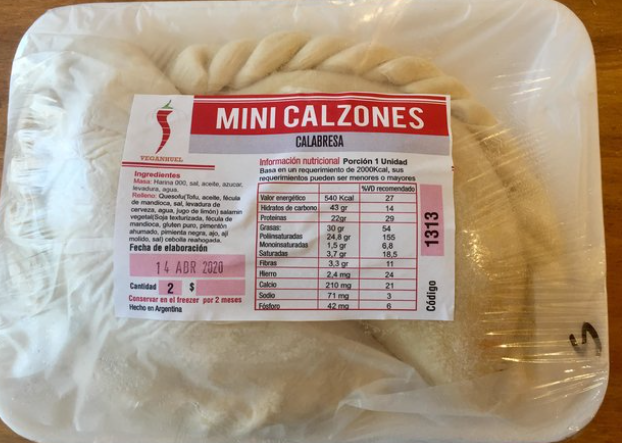 MINI CALZONES
CALABRESA
VEGANHUEL
Ingredientes
Masa: Harina 000, sal, aceite, azucar,
levadura, agua.
Relleno: Quesofu(Tofu, aceite, fécula
de mandioca, sal, levadura de
cerveza, agua, jugo de limón) salamin
vegetal(Soja texturizada, fécula de
mandioca, gluten puro, pimentón
ahumado, pimienta negra, ajo, aji
molido, sal) cebolla reahogada.
Fecha de elaboración
14 ABR 2020
Cantidad 2 $
Conservar en el freezer por 2 meses
Hecho en Argentina
Información nutricional Porción 1 Unidad
Basa en un requerimiento de 2000Kcal, sus
requerimientos pueden ser menores o mayores
%VD recomendado
Valor energético 540 Kcal 27
Hidratos de carbono 43 gr 14
Proteinas 22gr 29
Grasas: 30 gr 54
Poliinsaturadas 24,8 gr 155
Monoinsaturadas 1,5 gr 6,8
Saturadas 3,7 gr 18,5
Fibras 3,3 gr 11
Hierro 2,4 mg 24
Calcio 210 mg 21
Sodio 71 mg 3
Fósforo 42 mg 6
Código 1313
5